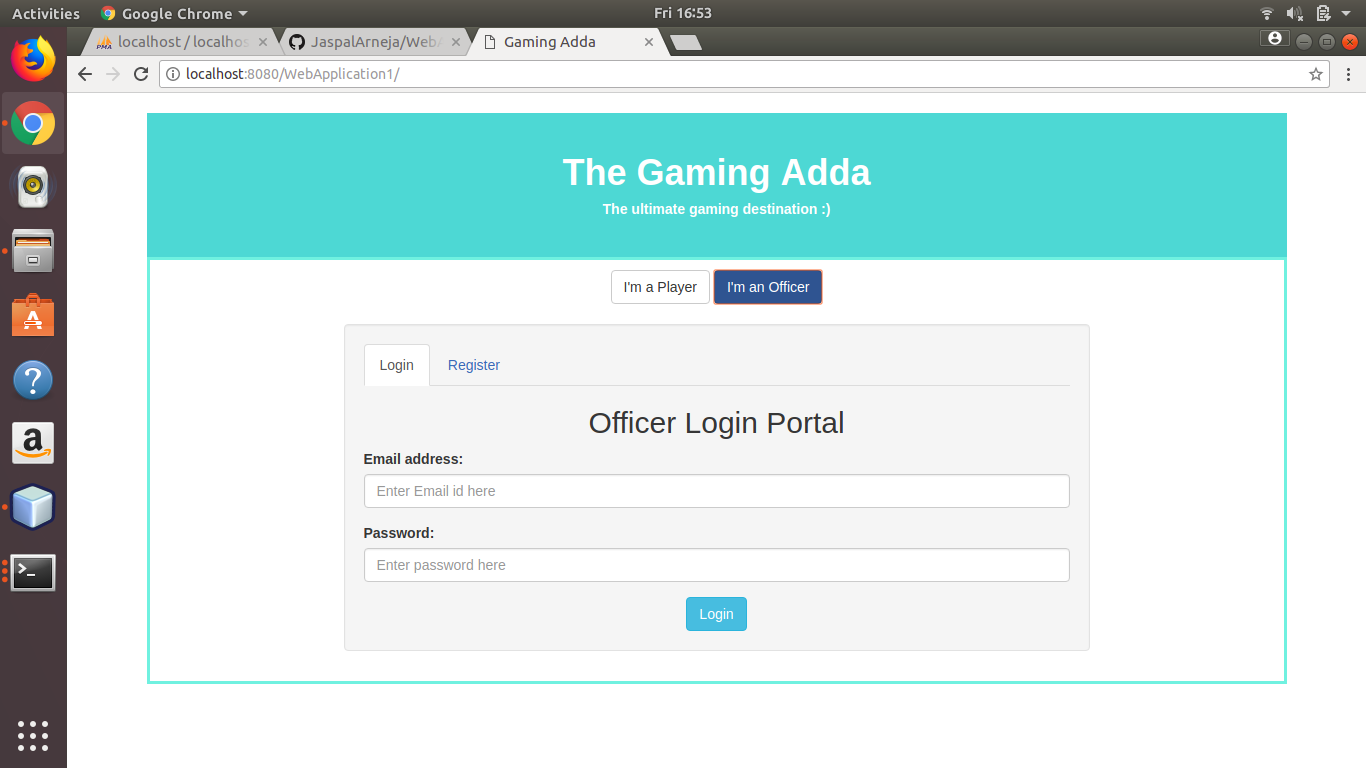 Activities Google Chrome Fri 16:53
localhost / localhos JaspalArneja/WebA Gaming Adda
localhost:8080/WebApplication1/
The Gaming Adda
The ultimate gaming destination :)
I'm a Player I'm an Officer
Login Register
Officer Login Portal
Email address:
Enter Email id here
Password:
Enter password here
Login